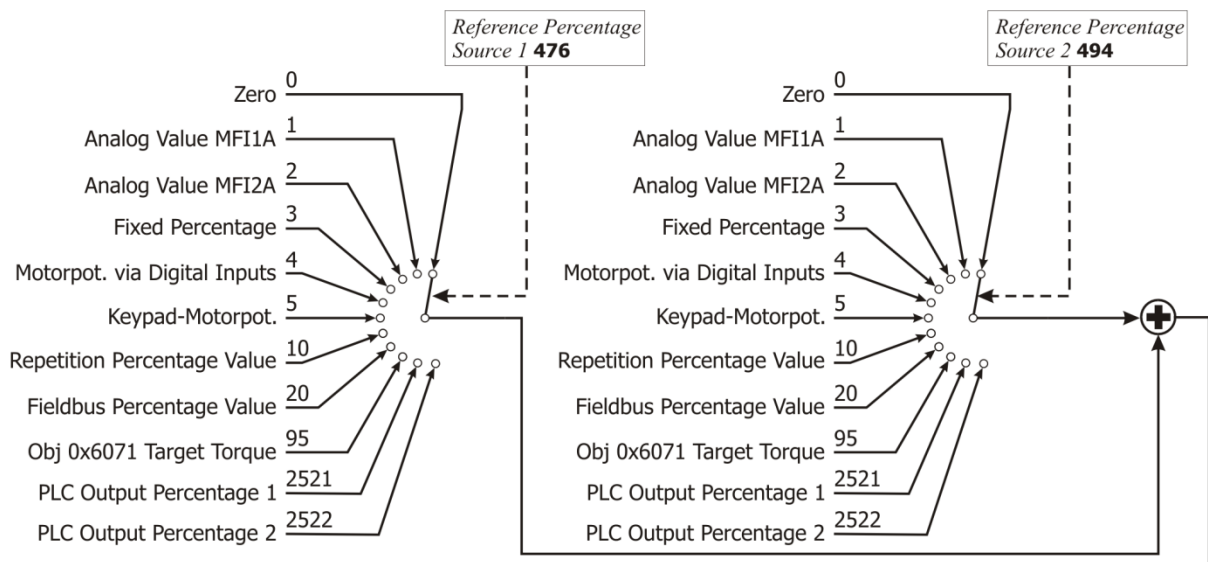 Reference Percentage
Source 1 476
Reference Percentage
Source 2 494
Zero 0
Analog Value MFI1A 1
Analog Value MFI2A 2
Fixed Percentage 3
Motorpot. via Digital Inputs 4
Keypad-Motorpot. 5
Repetition Percentage Value 10
Fieldbus Percentage Value 20
Obj 0x6071 Target Torque 95
PLC Output Percentage 1 2521
PLC Output Percentage 2 2522
Zero 0
Analog Value MFI1A 1
Analog Value MFI2A 2
Fixed Percentage 3
Motorpot. via Digital Inputs 4
Keypad-Motorpot. 5
Repetition Percentage Value 10
Fieldbus Percentage Value 20
Obj 0x6071 Target Torque 95
PLC Output Percentage 1 2521
PLC Output Percentage 2 2522